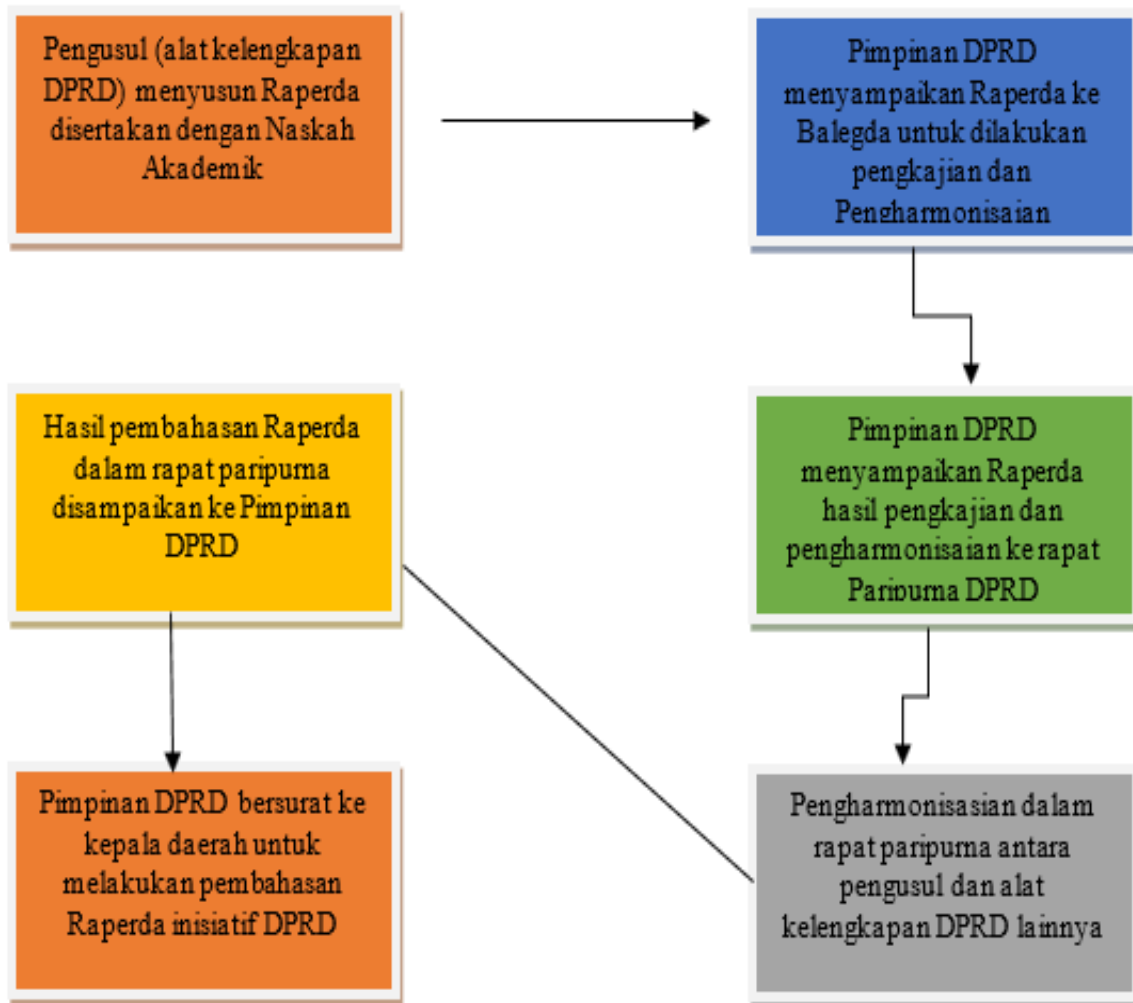 Pengusul (alat kelengkapan
DPRD) menyusun Raperda
disertakan dengan Naskah
Akademik
Pimpinan DPRD
menyampaikan Raperda ke
Balegda untuk dilakukan
pengkajian dan
Pengharmonisaian
Pimpinan DPRD
menyampaikan Raperda
hasil pengkajian dan
pengharmonisaian ke rapat
Paripurna DPRD
Pengharmonisasian dalam
rapat paripurna antara
pengusul dan alat
kelengkapan DPRD lainnya
Hasil pembahasan Raperda
dalam rapat paripurna
disampaikan ke Pimpinan
DPRD
Pimpinan DPRD bersurat ke
kepala daerah untuk
melakukan pembahasan
Raperda inisiatif DPRD